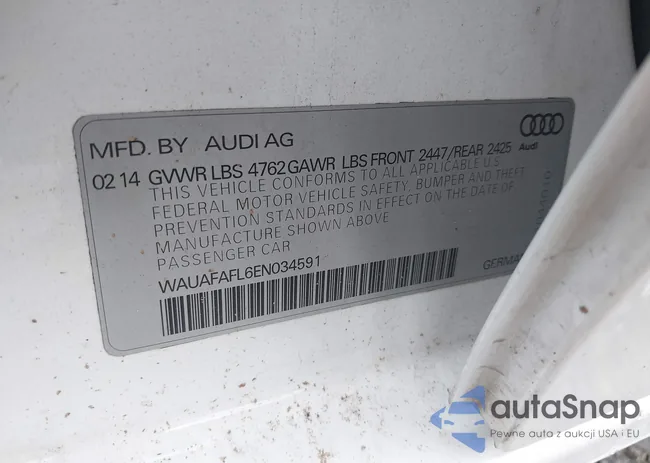 MFD. BY AUDI AG
Audi
02 14 GVWR LBS 4762 GAWR LBS FRONT 2447/REAR 2425
THIS VEHICLE CONFORMS TO ALL APPLICABLE U.S.
FEDERAL MOTOR VEHICLE SAFETY, BUMPER AND THEFT
PREVENTION STANDARDS IN EFFECT ON THE DATE OF
MANUFACTURE SHOWN ABOVE
PASSENGER CAR
WAUAFAFL6EN034591
autaSnap
Pewne auta z aukcji USA i EU